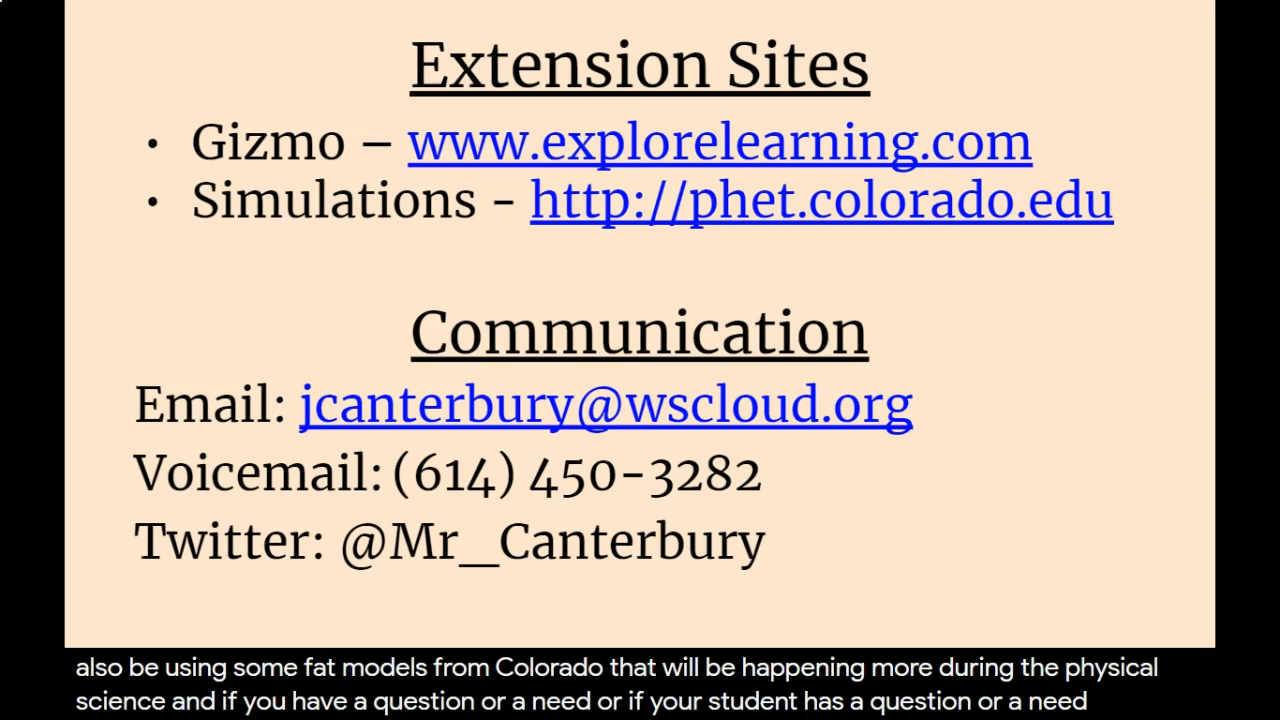 Extension Sites
• Gizmo – www.explorelearning.com
• Simulations - http://phet.colorado.edu
Communication
Email: jcanterbury@wscloud.org
Voicemail: (614) 450-3282
Twitter: @Mr_Canterbury
also be using some fat models from Colorado that will be happening more during the physical
science and if you have a question or a need or if your student has a question or a need